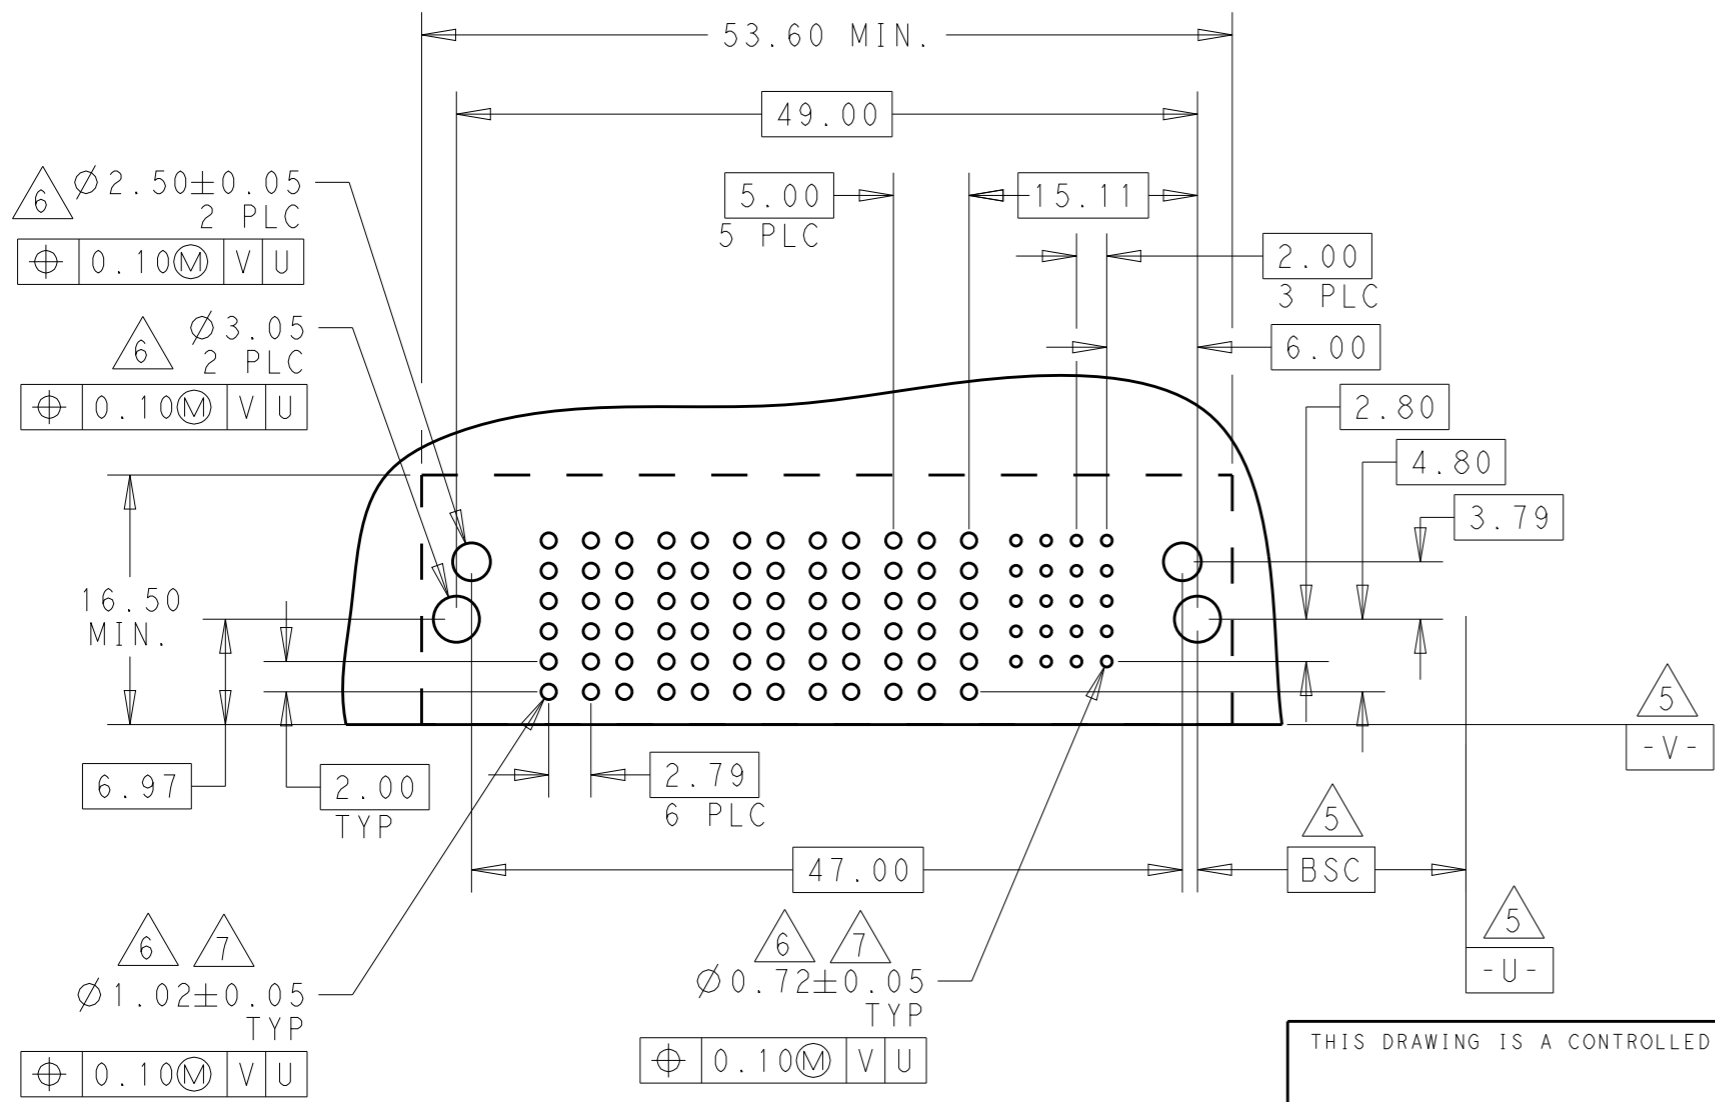 53.60 MIN.
49.00
6 Ø2.50±0.05
2 PLC
⌖ 0.10Ⓜ V U
5.00
5 PLC
15.11
2.00
3 PLC
6 Ø3.05
2 PLC
⌖ 0.10Ⓜ V U
6.00
2.80
4.80
3.79
16.50
MIN.
5
-V-
6.97
2.00
TYP
2.79
6 PLC
47.00
5
BSC
5
-U-
6 7
Ø1.02±0.05
TYP
⌖ 0.10Ⓜ V U
6 7
Ø0.72±0.05
TYP
⌖ 0.10Ⓜ V U
THIS DRAWING IS A CONTROLLED